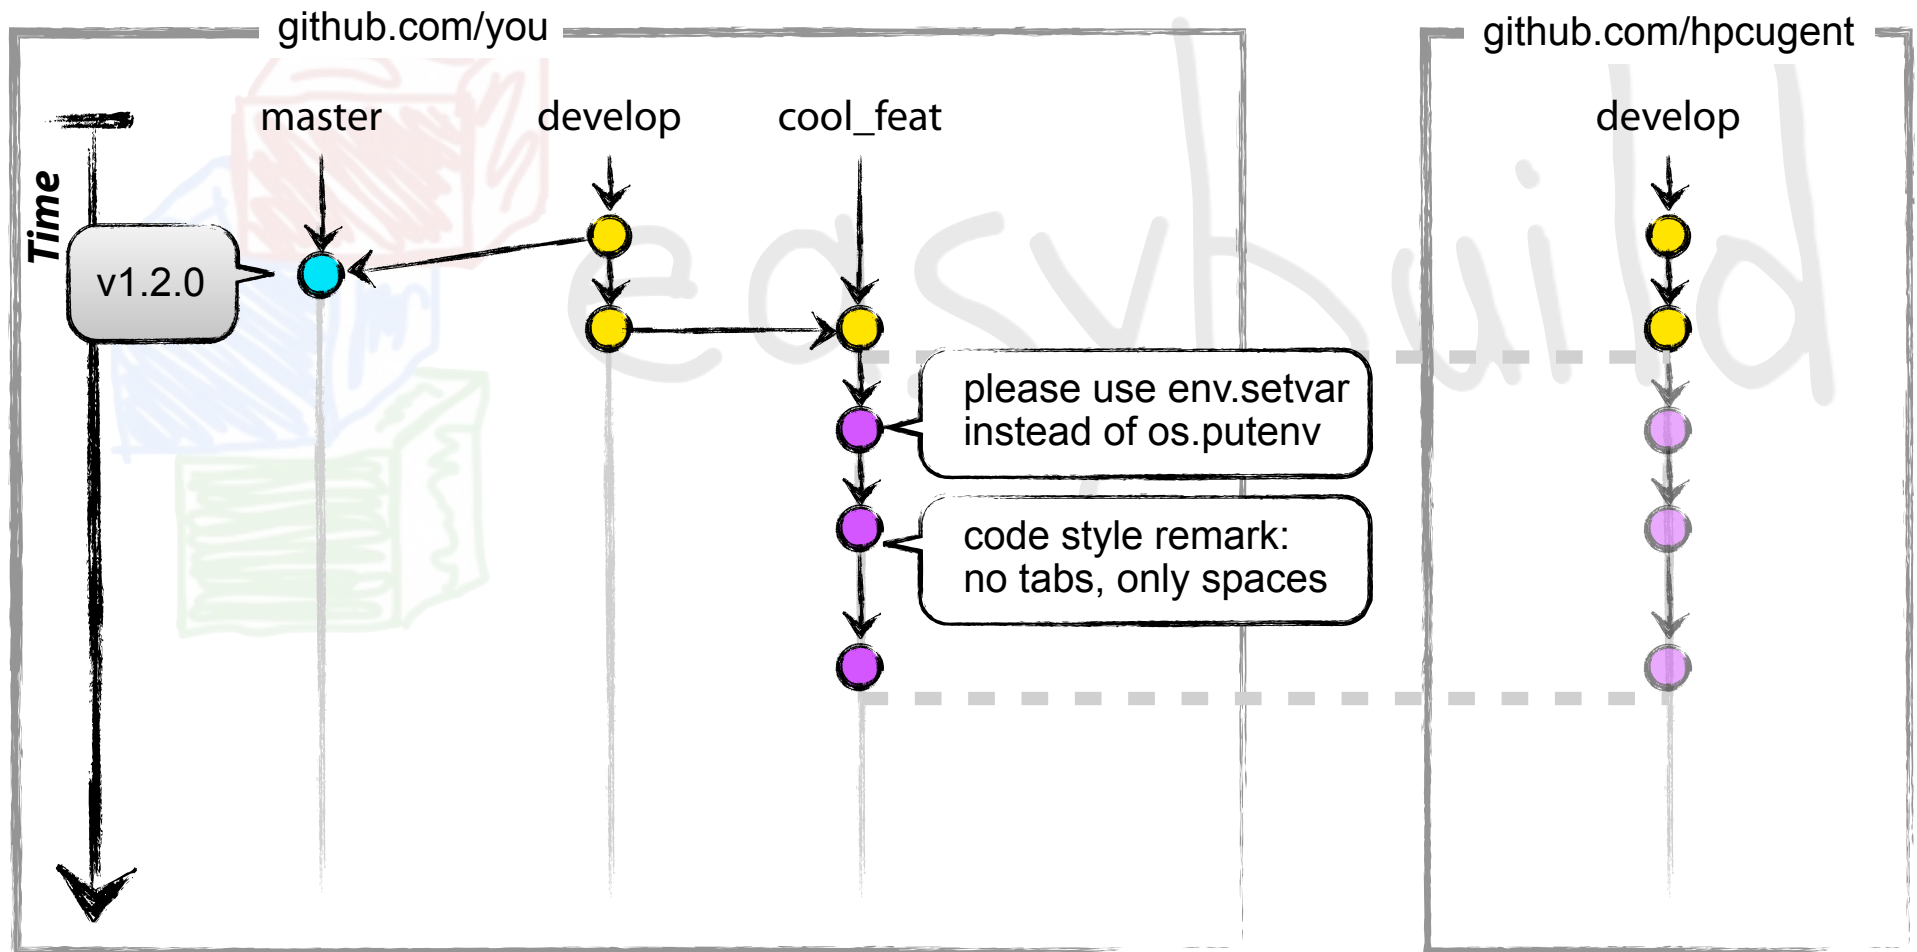 github.com/you
github.com/hpcugent
master
develop
cool_feat
develop
Time
v1.2.0
easybuild
please use env.setvar
instead of os.putenv
code style remark:
no tabs, only spaces